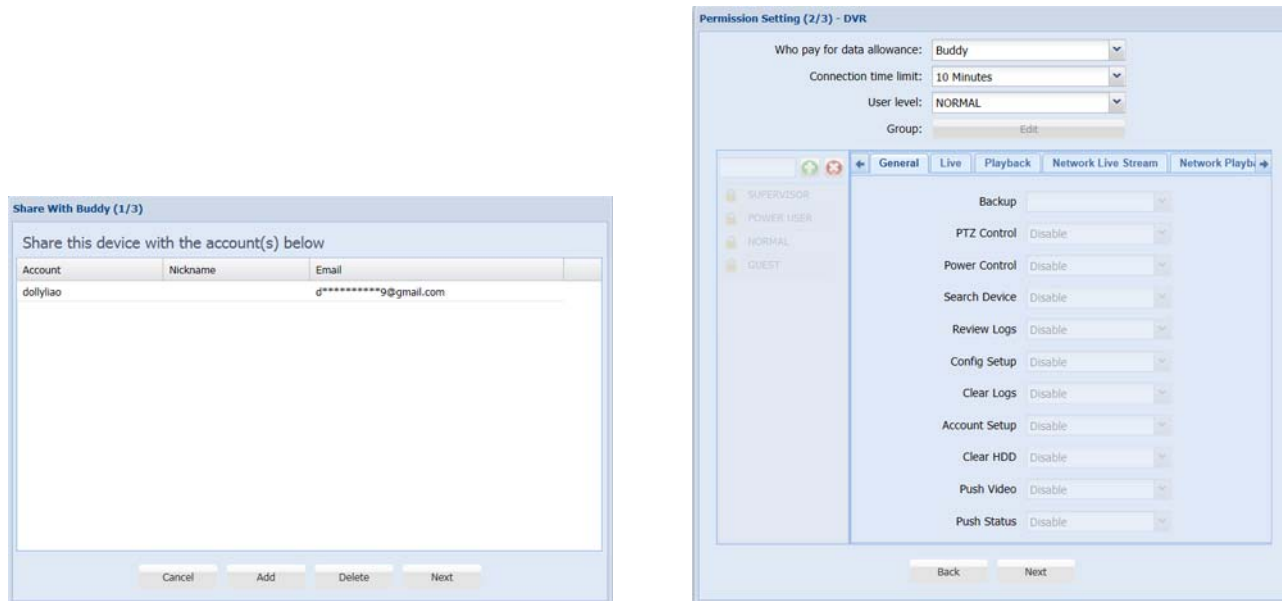 Share With Buddy (1/3)
Share this device with the account(s) below
Account Nickname Email
dollyliao d**********9@gmail.com
Cancel Add Delete Next
Permission Setting (2/3) - DVR
Who pay for data allowance: Buddy
Connection time limit: 10 Minutes
User level: NORMAL
Group: Edit
General Live Playback Network Live Stream Network Playba
SUPERVISOR
POWER USER
NORMAL
GUEST
Backup
PTZ Control Disable
Power Control Disable
Search Device Disable
Review Logs Disable
Config Setup Disable
Clear Logs Disable
Account Setup Disable
Clear HDD Disable
Push Video Disable
Push Status Disable
Back Next